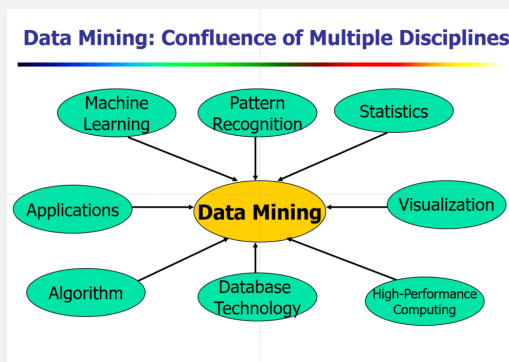 Data Mining: Confluence of Multiple Disciplines
Machine
Learning
Pattern
Recognition
Statistics
Applications
Data Mining
Visualization
Algorithm
Database
Technology
High-Performance
Computing